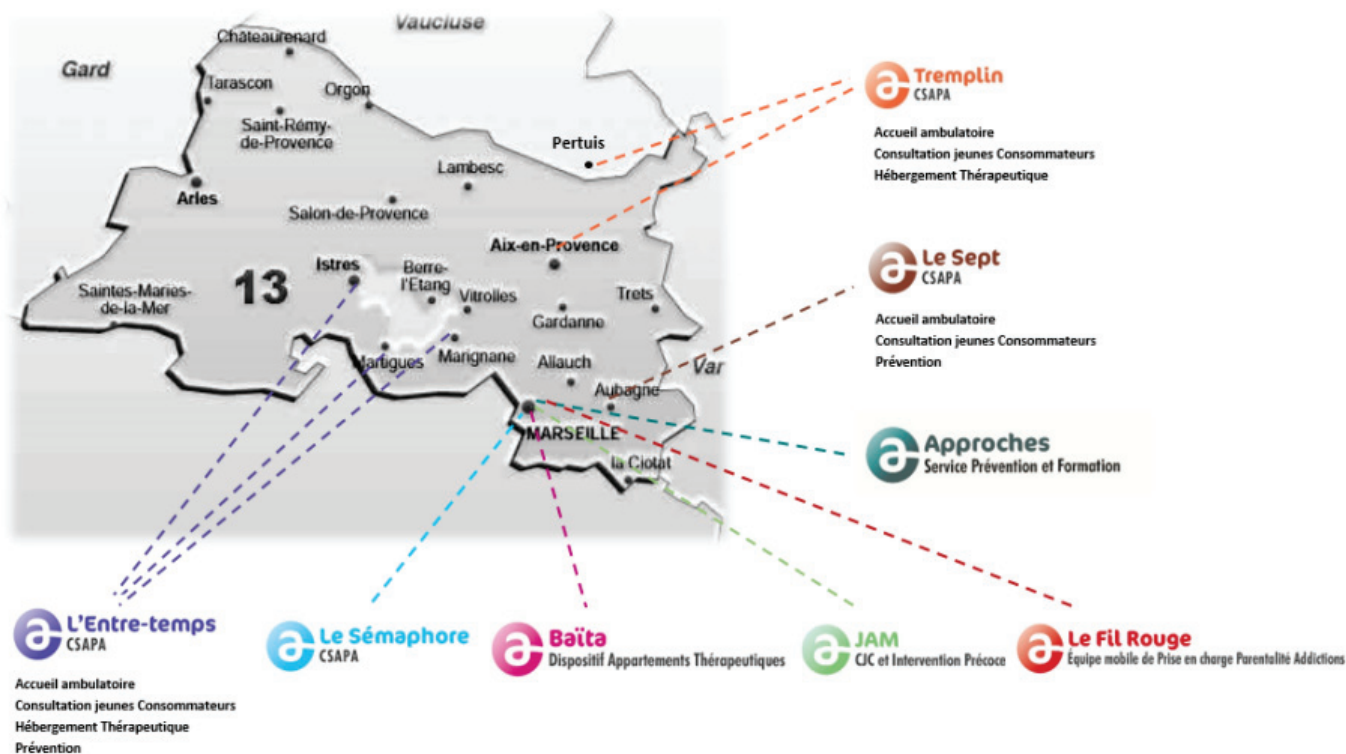 Vaucluse
Châteaurenard
Gard
Tarascon
Orgon
Saint-Rémy-
de-Provence
Pertuis
Lambesc
Arles
Salon-de-Provence
Aix-en-Provence
Istres
Berre-
l'Etang
13
Saintes-Maries-
de-la-Mer
Vitrolles
Trets
Gardanne
Martigues
Marignane
Allauch
Var
Aubagne
MARSEILLE
la Ciotat
Tremplin
CSAPA
Accueil ambulatoire
Consultation jeunes Consommateurs
Hébergement Thérapeutique
Le Sept
CSAPA
Accueil ambulatoire
Consultation jeunes Consommateurs
Prévention
Approches
Service Prévention et Formation
L'Entre-temps
CSAPA
Accueil ambulatoire
Consultation jeunes Consommateurs
Hébergement Thérapeutique
Prévention
Le Sémaphore
CSAPA
Baïta
Dispositif Appartements Thérapeutiques
JAM
CJC et Intervention Précoce
Le Fil Rouge
Équipe mobile de Prise en charge Parentalité Addictions